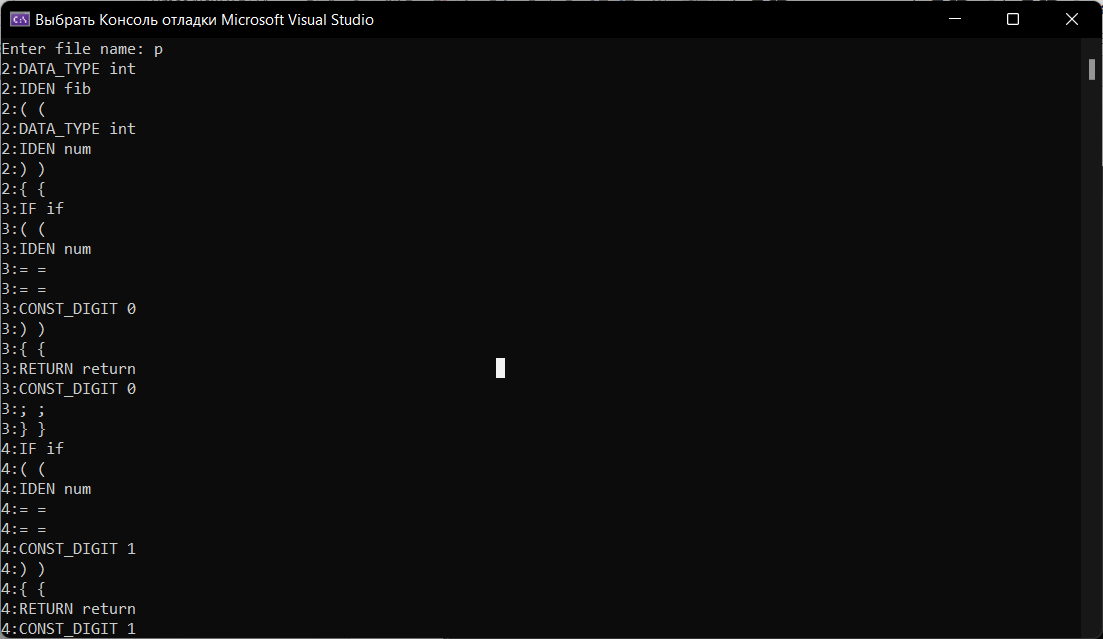 Выбрать Консоль отладки Microsoft Visual Studio
Enter file name: p
2:DATA_TYPE int
2:IDEN fib
2:( (
2:DATA_TYPE int
2:IDEN num
2:) )
2:{ {
3:IF if
3:( (
3:IDEN num
3:= =
3:= =
3:CONST_DIGIT 0
3:) )
3:{ {
3:RETURN return
3:CONST_DIGIT 0
3:; ;
3:} }
4:IF if
4:( (
4:IDEN num
4:= =
4:= =
4:CONST_DIGIT 1
4:) )
4:{ {
4:RETURN return
4:CONST_DIGIT 1